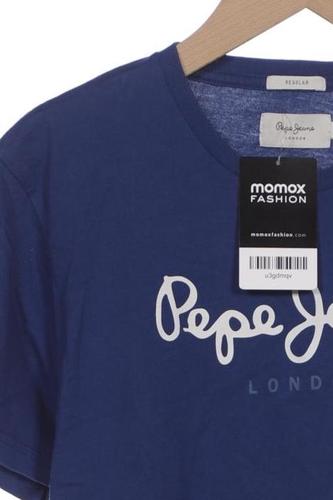 REGULAR
Pepe Jeans
LONDON
momox
FASHION
momoxfashion.com
u3gdmqv
Pepe Je
LOND